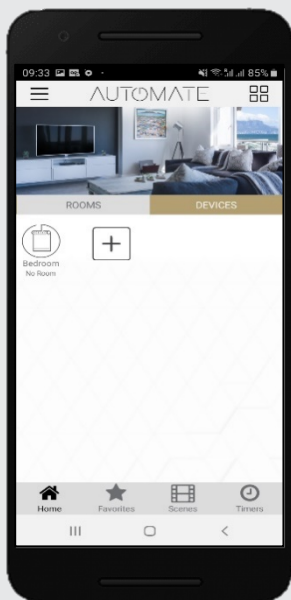 09:33
85%
AUTOMATE
ROOMS
DEVICES
Bedroom
No Room
Home
Favorites
Scenes
Timers